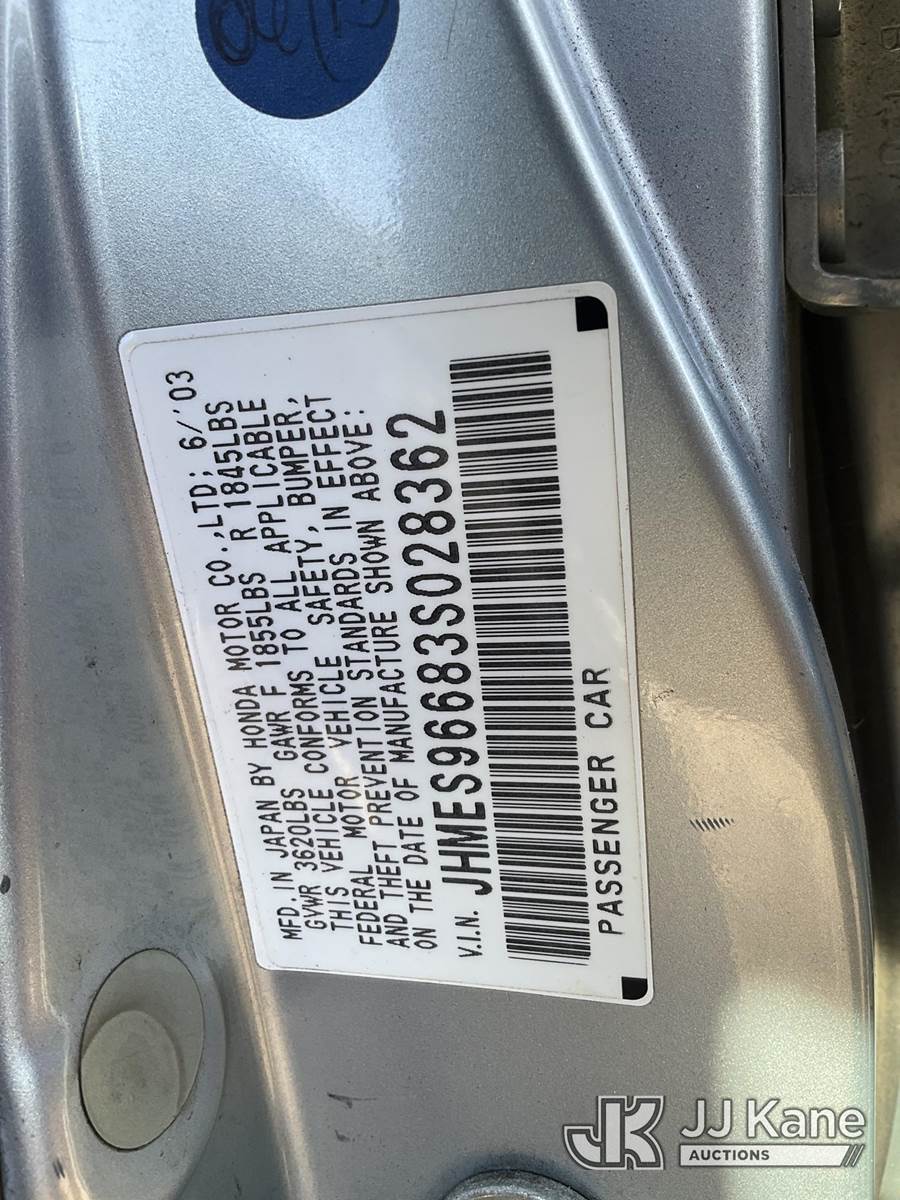 MFD. IN JAPAN BY HONDA MOTOR CO.,LTD; 6/'03
GVWR 3620LBS GAWR F 1855LBS R 1845LBS
THIS VEHICLE CONFORMS TO ALL APPLICABLE
FEDERAL MOTOR VEHICLE SAFETY, BUMPER,
AND THEFT PREVENTION STANDARDS IN EFFECT
ON THE DATE OF MANUFACTURE SHOWN ABOVE:
V.I.N. JHMES96683S028362
PASSENGER CAR
JK JJ Kane
AUCTIONS